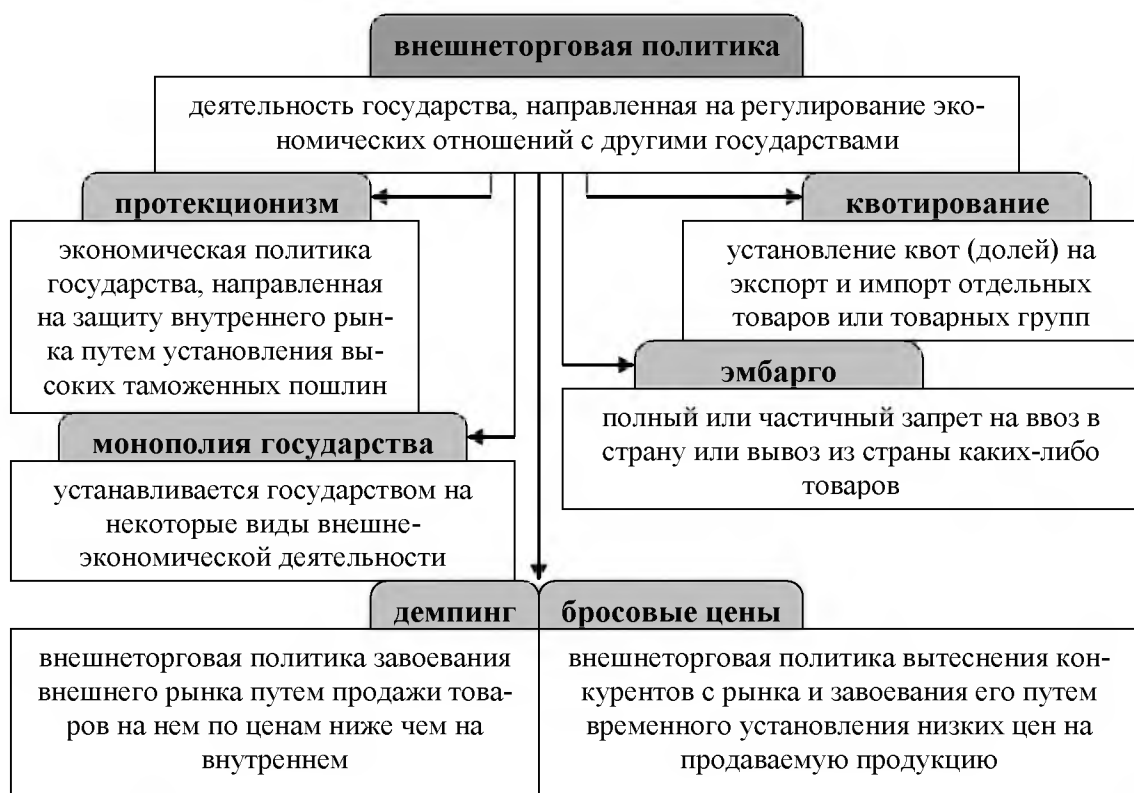 внешнеторговая политика
деятельность государства, направленная на регулирование эко-
номических отношений с другими государствами
протекционизм
экономическая политика
государства, направленная
на защиту внутреннего рын-
ка путем установления вы-
соких таможенных пошлин
квотирование
установление квот (долей) на
экспорт и импорт отдельных
товаров или товарных групп
эмбарго
полный или частичный запрет на ввоз в
страну или вывоз из страны каких-либо
товаров
монополия государства
устанавливается государством на
некоторые виды внешне-
экономической деятельности
демпинг
внешнеторговая политика завоевания
внешнего рынка путем продажи това-
ров на нем по ценам ниже чем на
внутреннем
бросовые цены
внешнеторговая политика вытеснения кон-
курентов с рынка и завоевания его путем
временного установления низких цен на
продаваемую продукцию